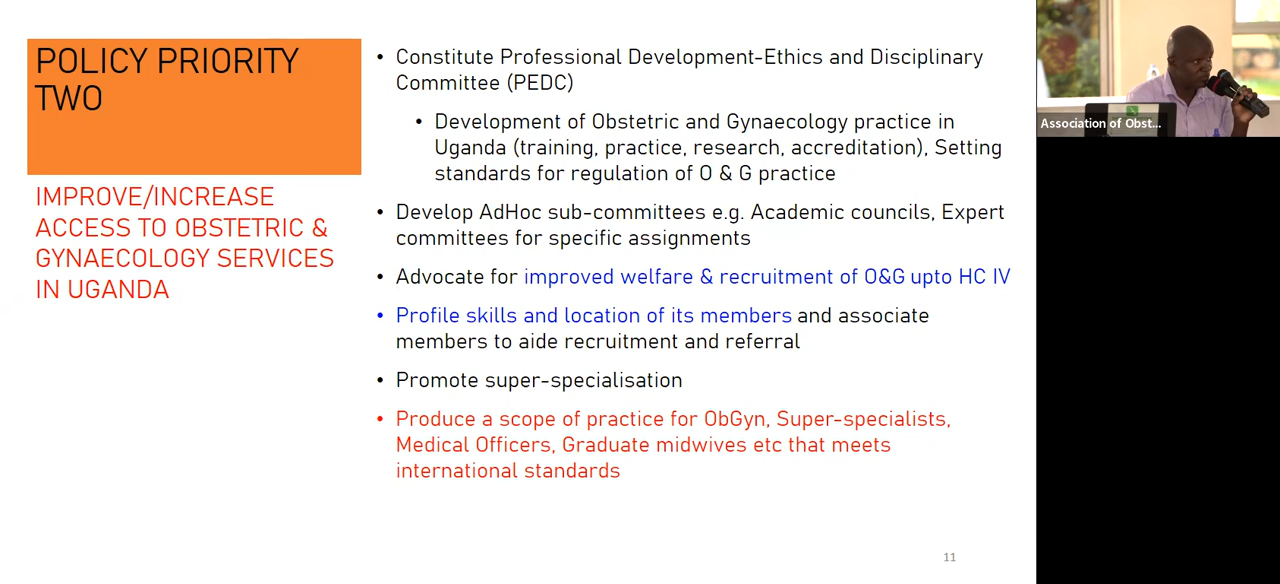 POLICY PRIORITY
TWO
IMPROVE/INCREASE
ACCESS TO OBSTETRIC &
GYNAECOLOGY SERVICES
IN UGANDA
• Constitute Professional Development-Ethics and Disciplinary
Committee (PEDC)
• Development of Obstetric and Gynaecology practice in
Uganda (training, practice, research, accreditation), Setting
standards for regulation of O & G practice
• Develop AdHoc sub-committees e.g. Academic councils, Expert
committees for specific assignments
• Advocate for improved welfare & recruitment of O&G upto HC IV
• Profile skills and location of its members and associate
members to aide recruitment and referral
• Promote super-specialisation
• Produce a scope of practice for ObGyn, Super-specialists,
Medical Officers, Graduate midwives etc that meets
international standards
11
Association of Obst...